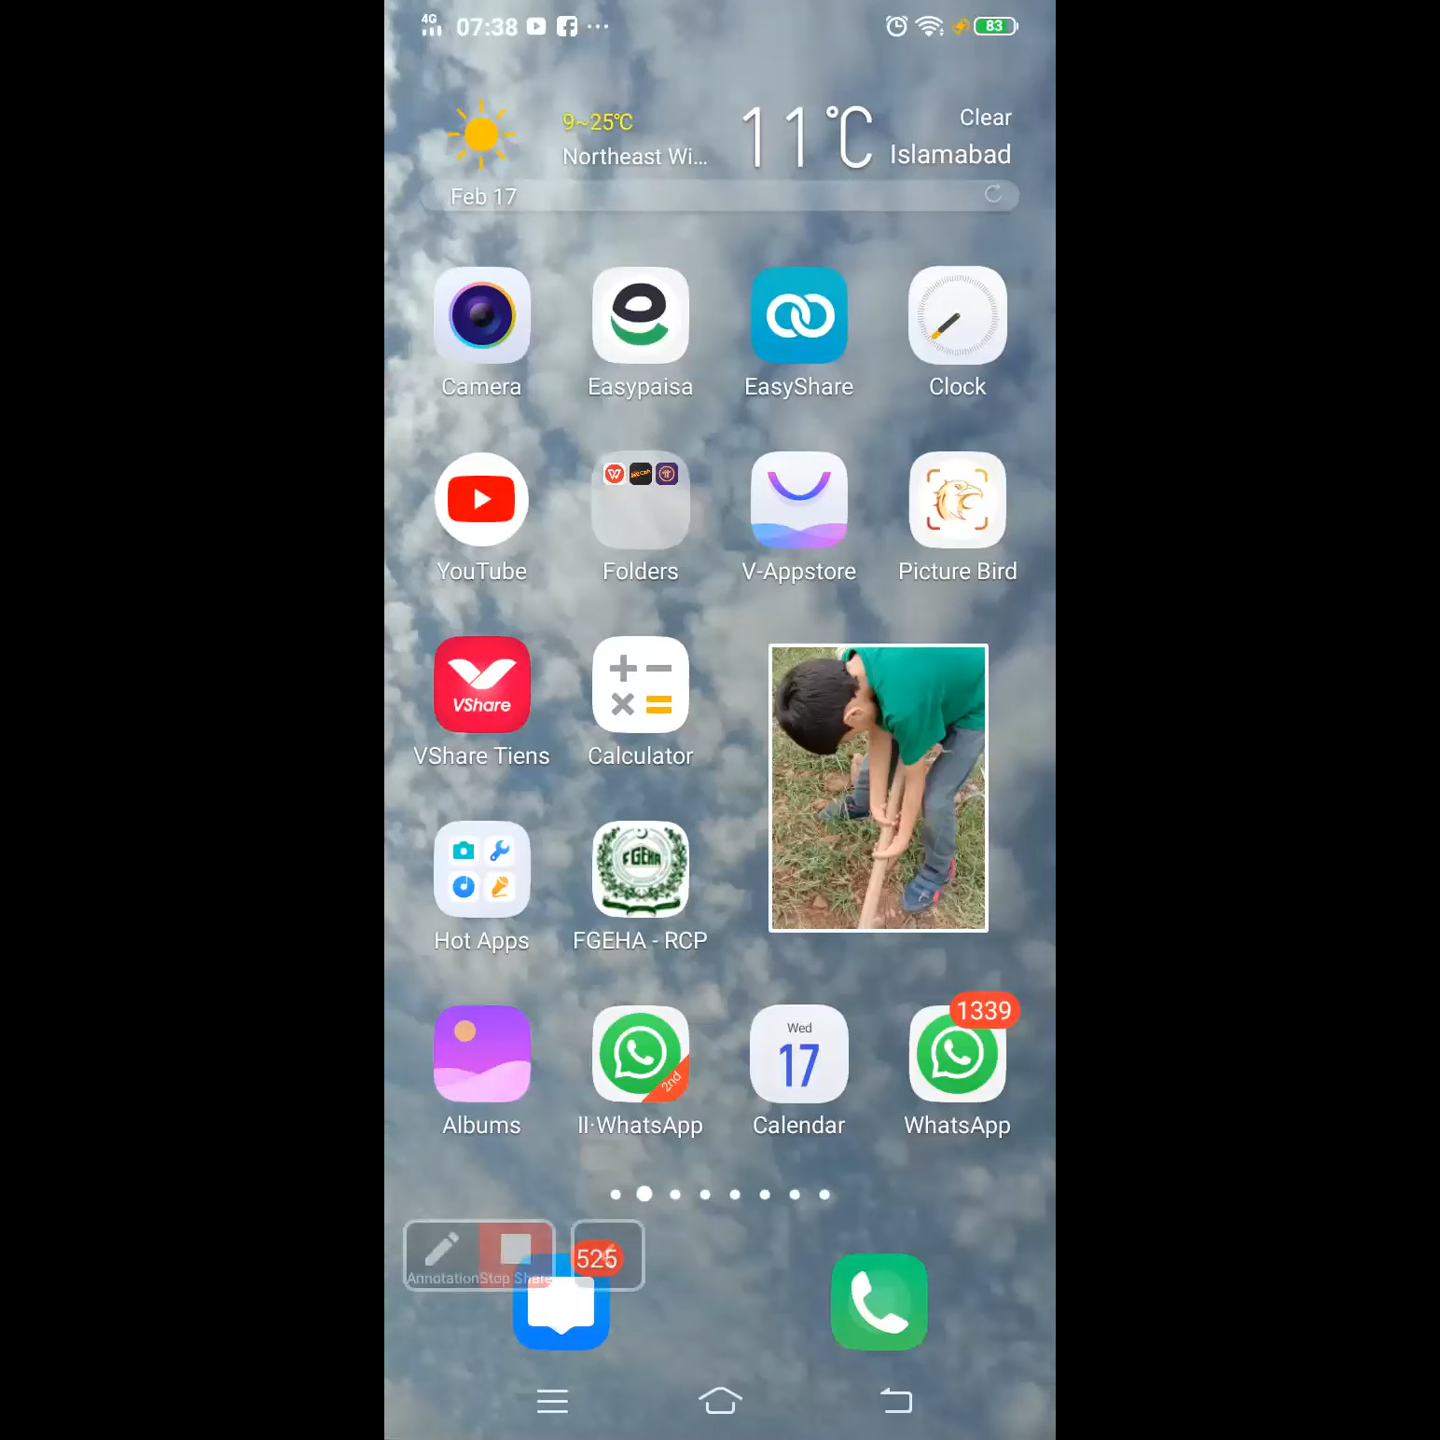 4G 07:38 83
9~25℃ 11℃ Clear
Northeast Wi... Islamabad
Feb 17
Camera Easypaisa EasyShare Clock
YouTube Folders V-Appstore Picture Bird
VShare
VShare Tiens Calculator
FGEHA
Hot Apps FGEHA - RCP
2nd Wed 17 1339
Albums II·WhatsApp Calendar WhatsApp
Annotation Stop Share 525